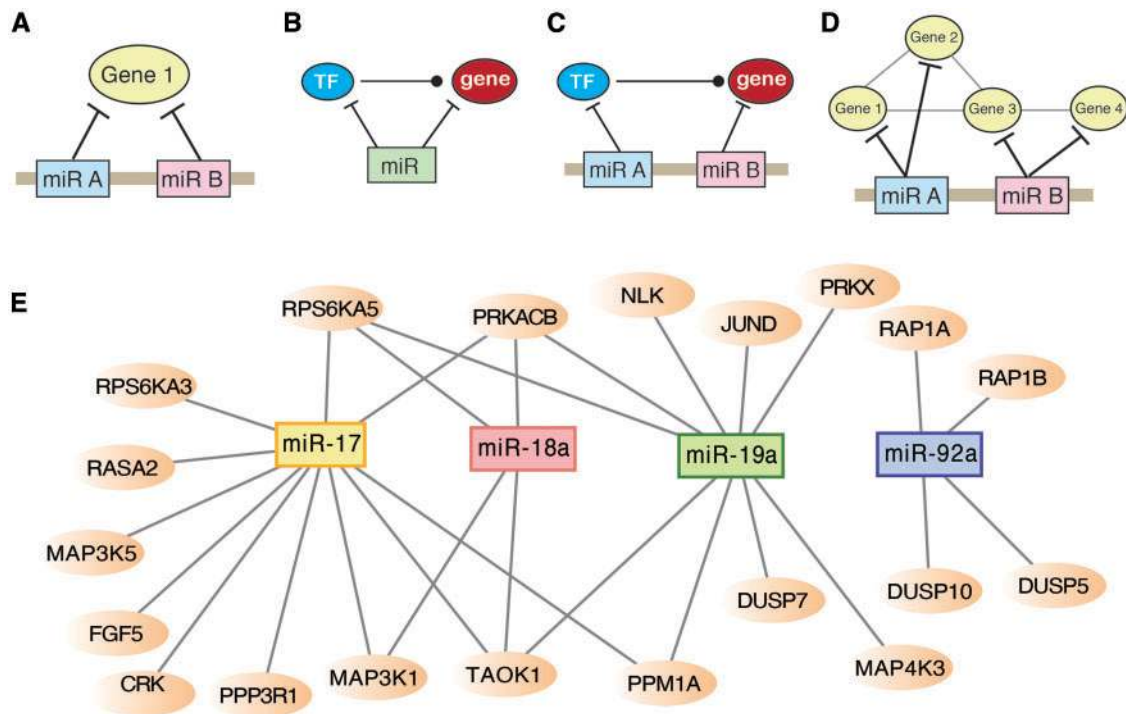 A
Gene 1
miR A
miR B
B
TF
gene
miR
C
TF
gene
miR A
miR B
D
Gene 2
Gene 1
Gene 3
Gene 4
miR A
miR B
E
RPS6KA5
PRKACB
NLK
JUND
PRKX
RAP1A
RAP1B
RPS6KA3
miR-17
miR-18a
miR-19a
miR-92a
RASA2
MAP3K5
FGF5
CRK
PPP3R1
MAP3K1
TAOK1
PPM1A
DUSP7
MAP4K3
DUSP10
DUSP5